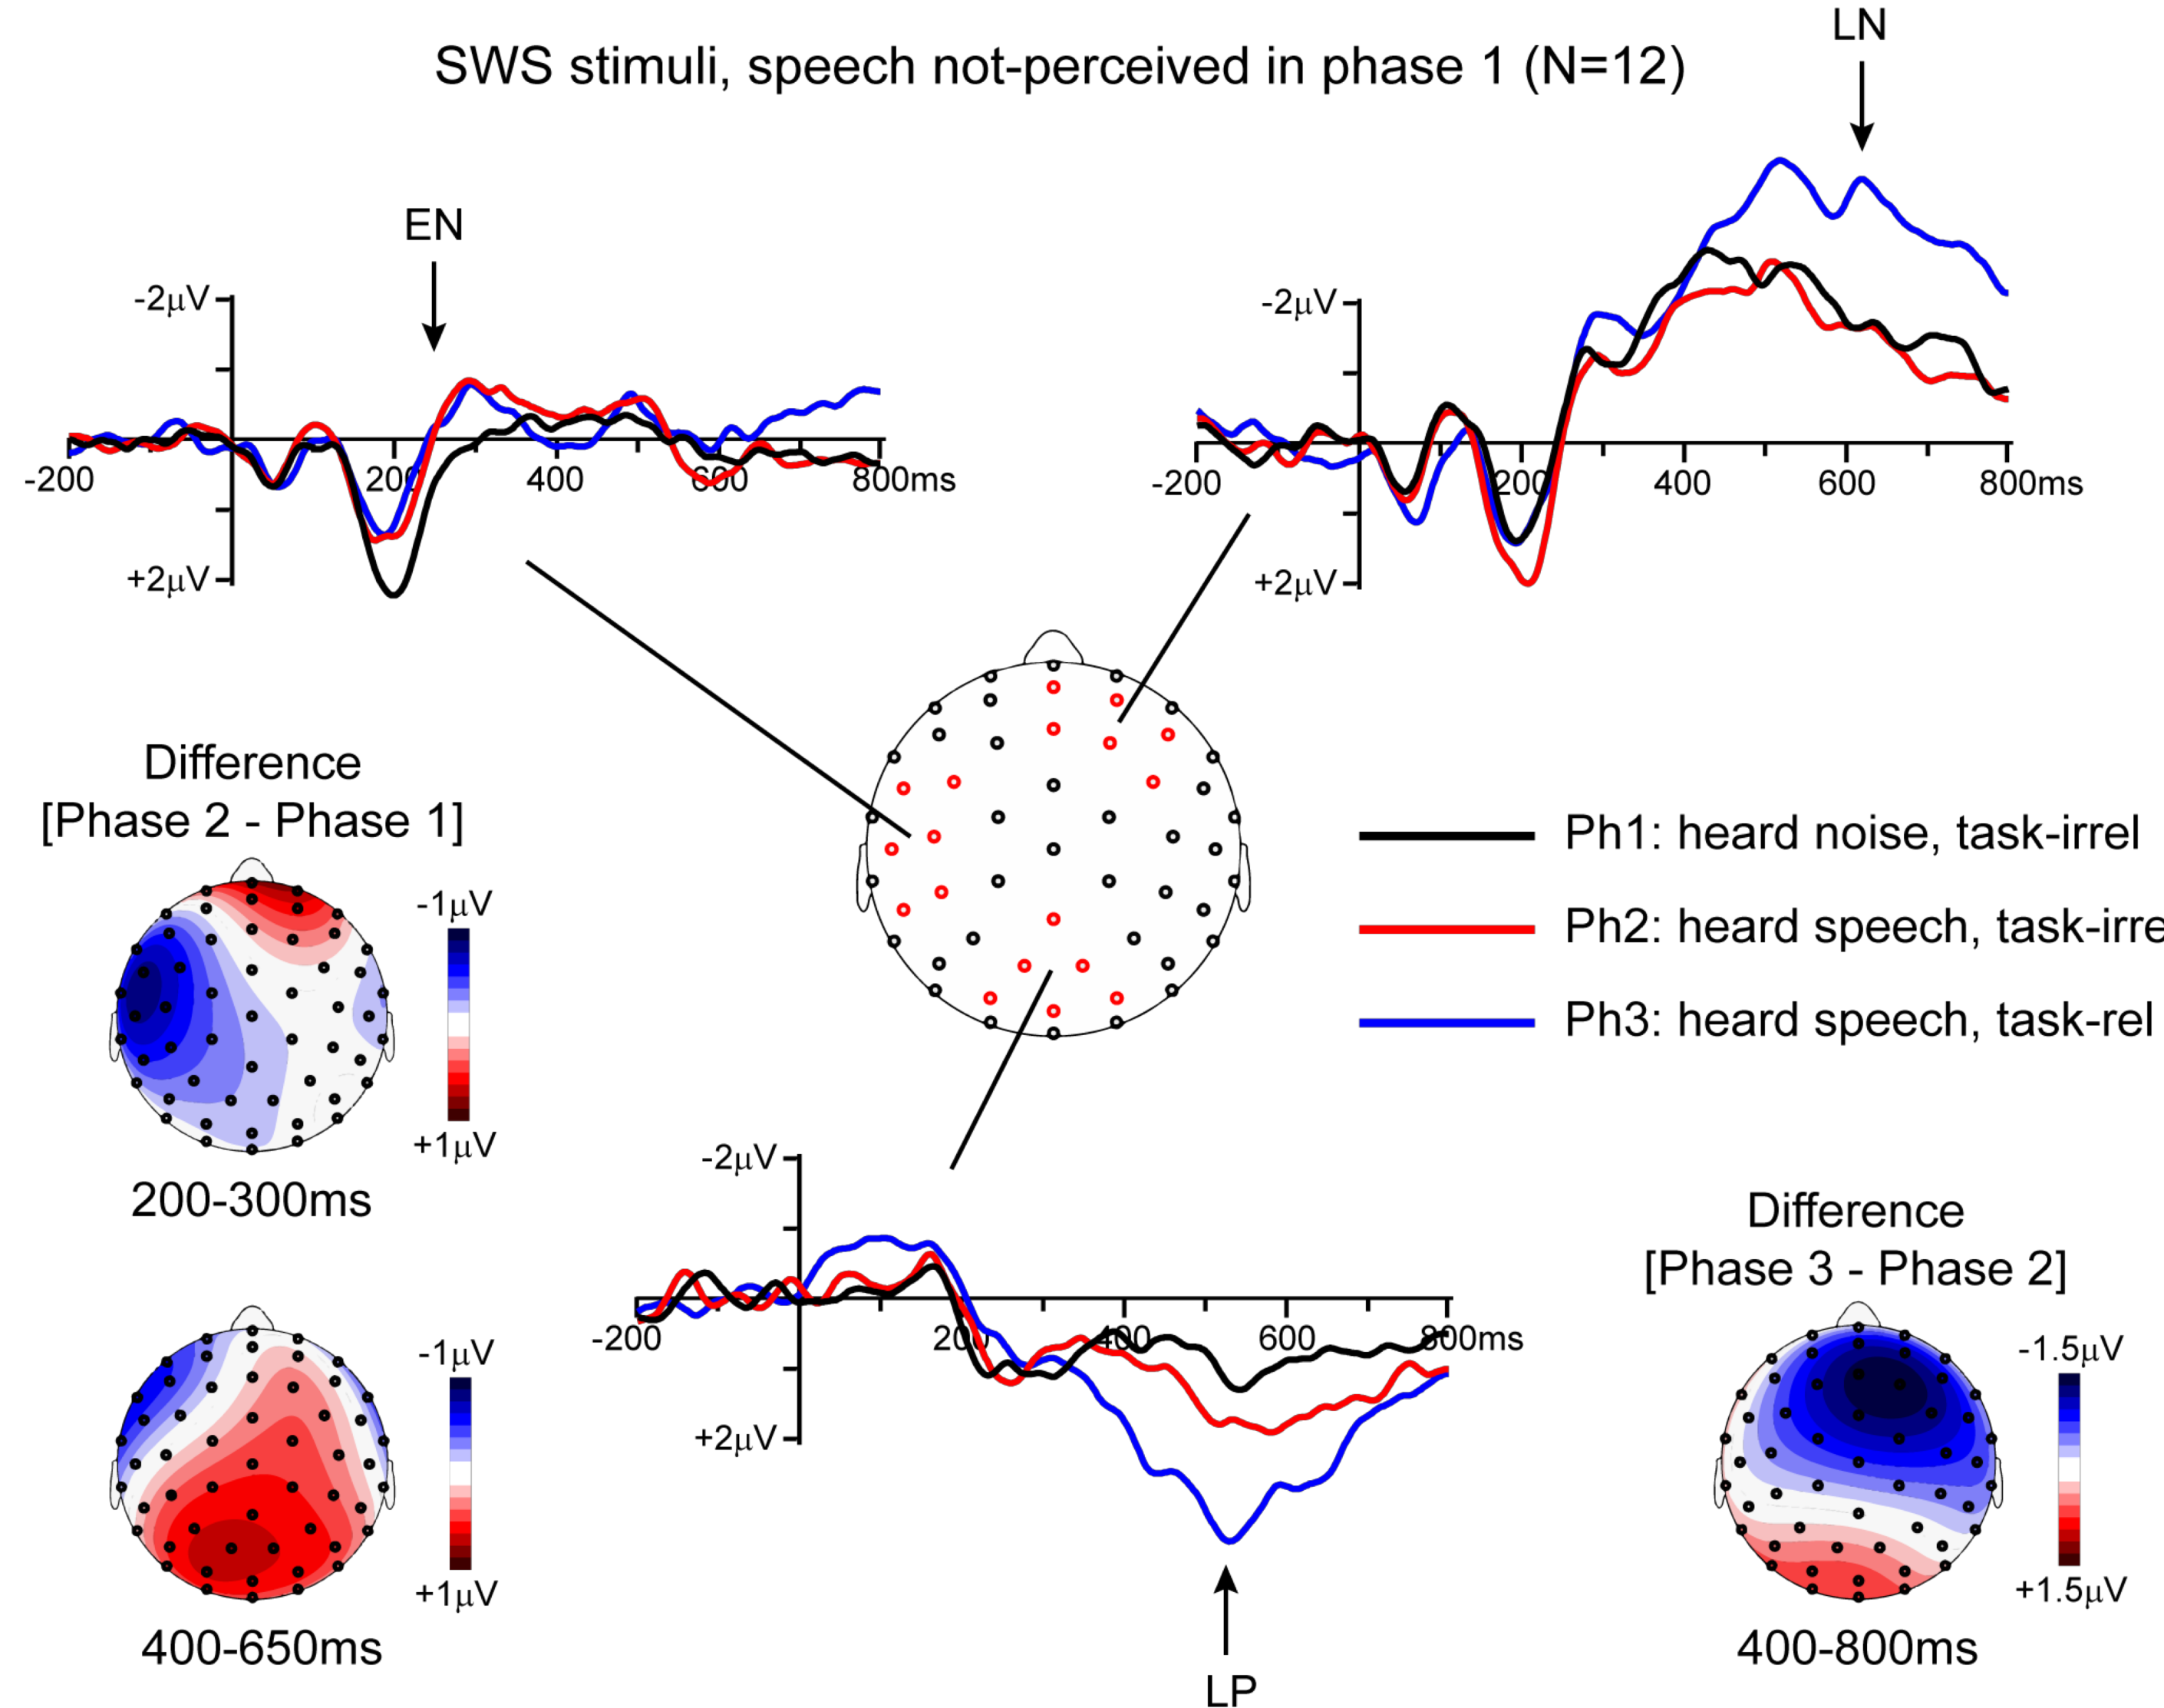 SWS stimuli, speech not-perceived in phase 1 (N=12)
LN
EN
-2µV
+2µV
-200
200
400
600
800ms
-2µV
+2µV
-200
200
400
600
800ms
Difference
[Phase 2 - Phase 1]
-1µV
+1µV
200-300ms
Ph1: heard noise, task-irrel
Ph2: heard speech, task-irre
Ph3: heard speech, task-rel
-2µV
+2µV
-200
200
400
600
800ms
LP
-1µV
+1µV
400-650ms
Difference
[Phase 3 - Phase 2]
-1.5µV
+1.5µV
400-800ms